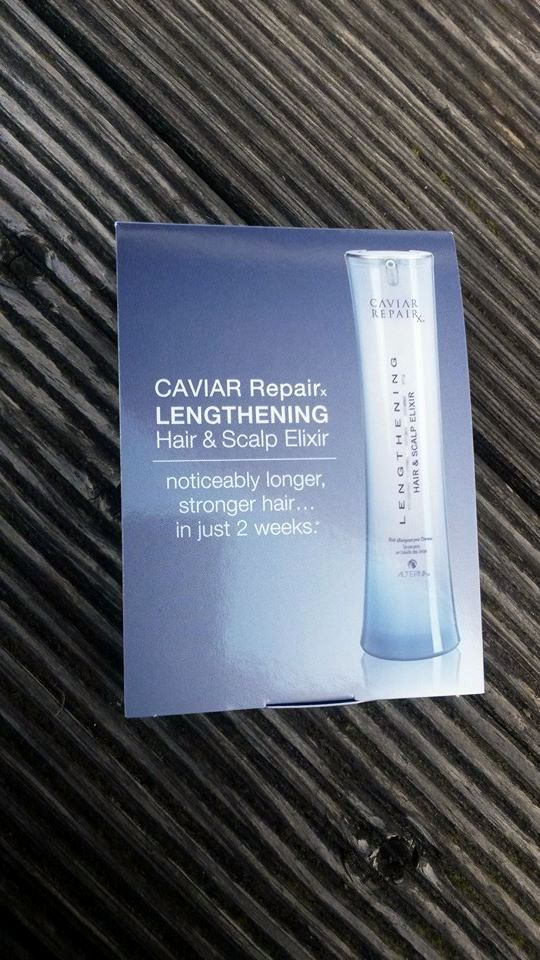 CAVIAR Repairx
LENGTHENING
Hair & Scalp Elixir
noticeably longer,
stronger hair...
in just 2 weeks.*
CAVIAR
REPAIRx
LENGTHENING
HAIR & SCALP ELIXIR
ALTERNA